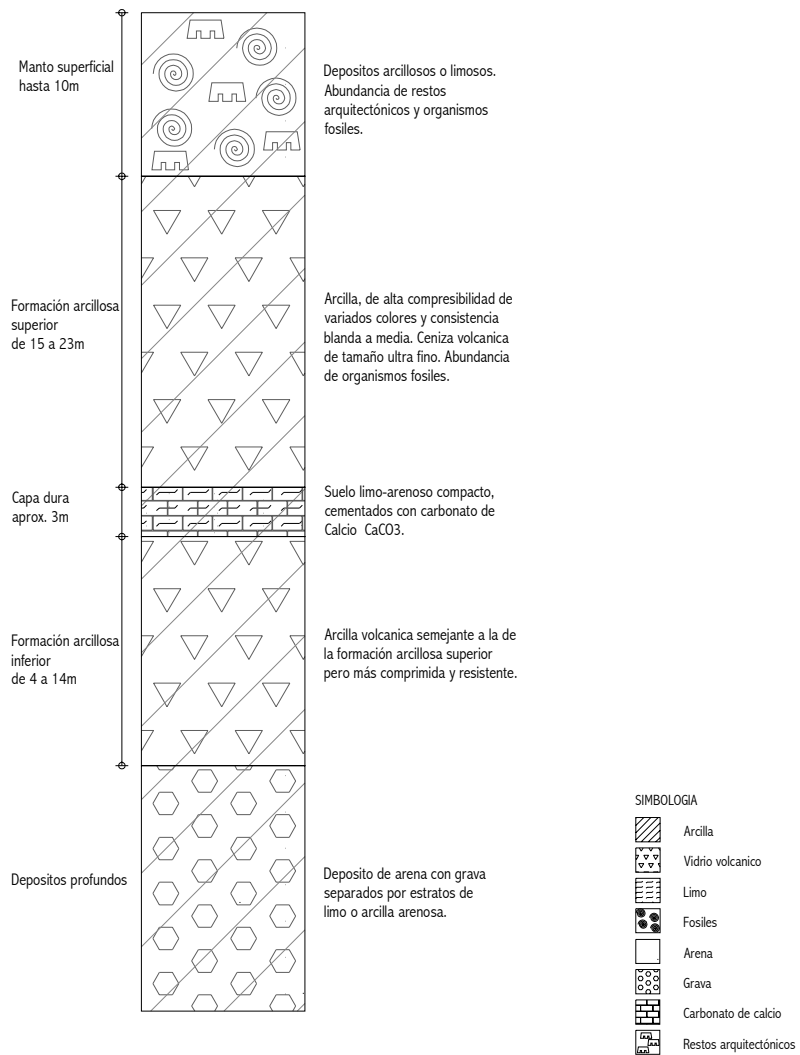 Manto superficial
hasta 10m
Depositos arcillosos o limosos.
Abundancia de restos
arquitectónicos y organismos
fosiles.
Formación arcillosa
superior
de 15 a 23m
Arcilla, de alta compresibilidad de
variados colores y consistencia
blanda a media. Ceniza volcanica
de tamaño ultra fino. Abundancia
de organismos fosiles.
Capa dura
aprox. 3m
Suelo limo-arenoso compacto,
cementados con carbonato de
Calcio CaCO3.
Formación arcillosa
inferior
de 4 a 14m
Arcilla volcanica semejante a la de
la formación arcillosa superior
pero más comprimida y resistente.
Depositos profundos
Deposito de arena con grava
separados por estratos de
limo o arcilla arenosa.
SIMBOLOGIA
Arcilla
Vidrio volcanico
Limo
Fosiles
Arena
Grava
Carbonato de calcio
Restos arquitectónicos